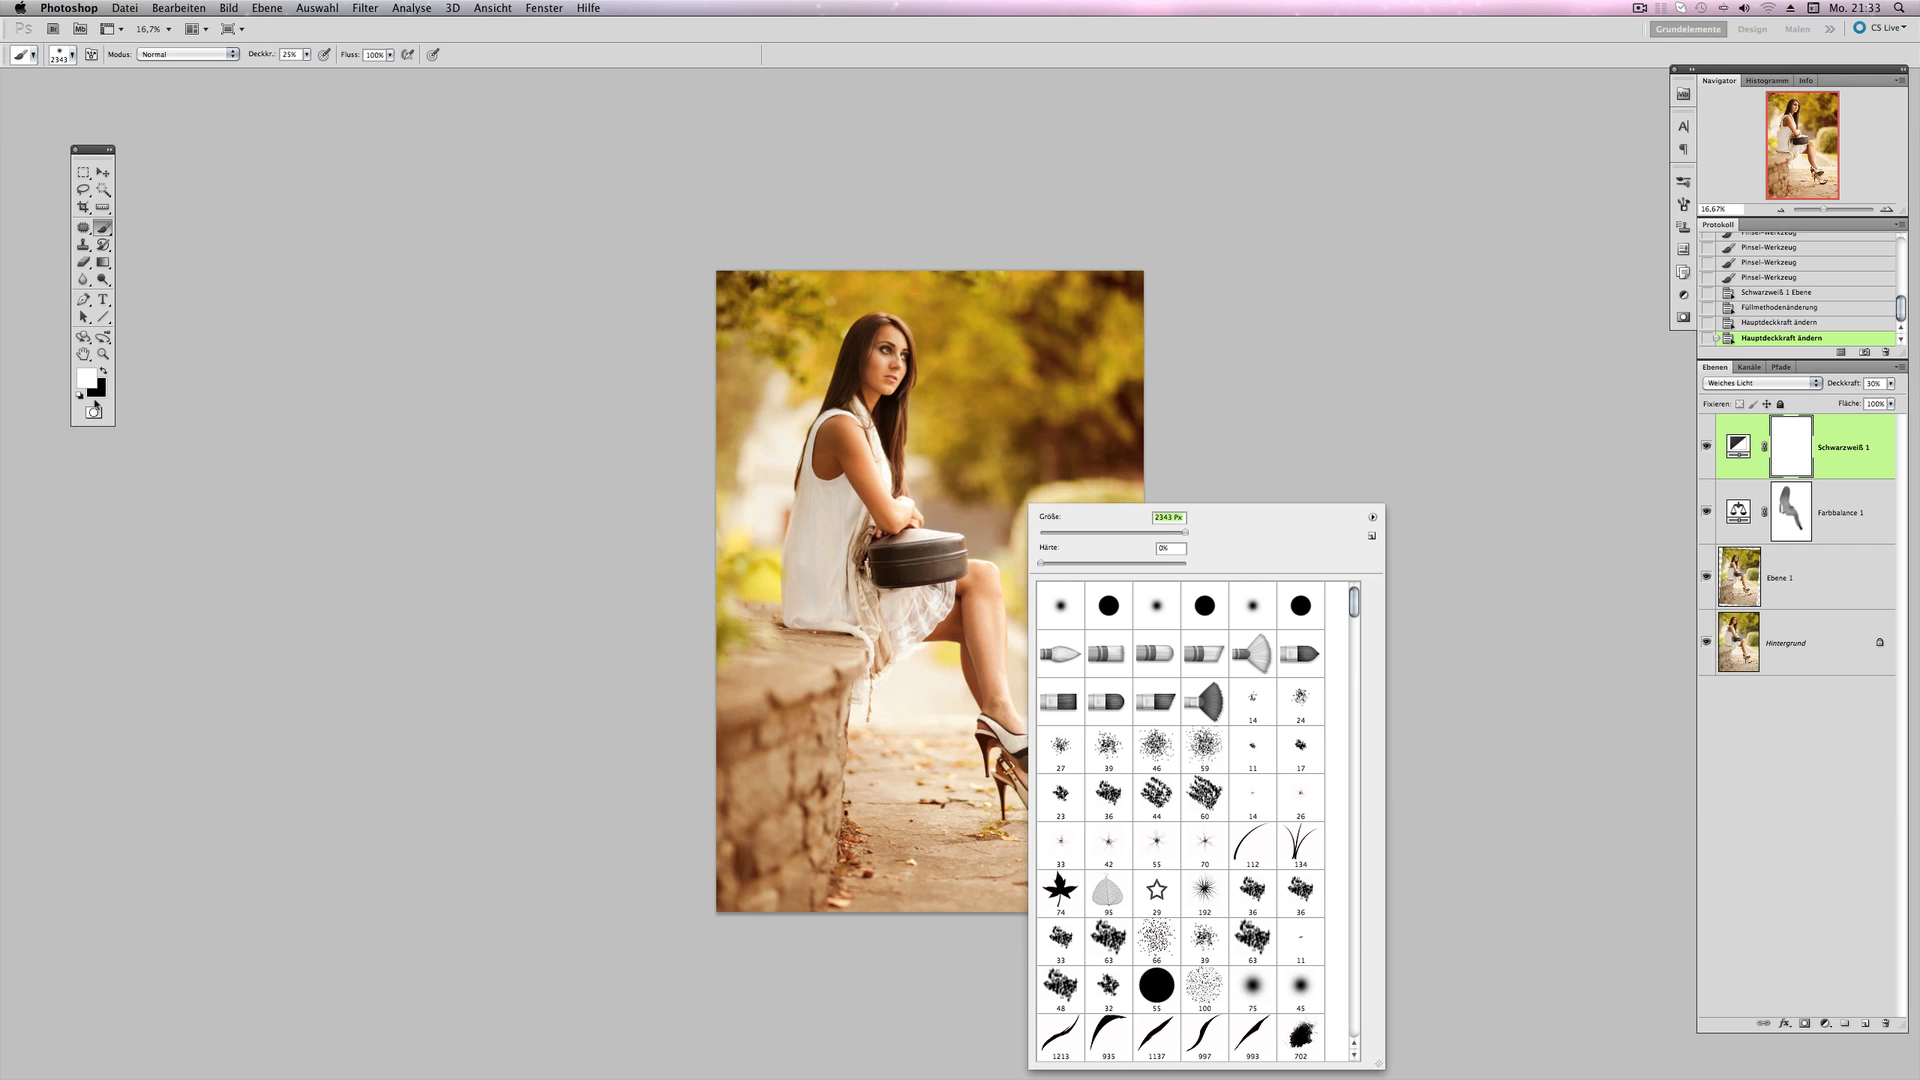 Photoshop Datei Bearbeiten Bild Ebene Auswahl Filter Analyse 3D Ansicht Fenster Hilfe Mo. 21:33
Ps Br Mb 16,7% Grundelemente Design Malen CS Live
2343 Modus: Normal Deckkr.: 25% Fluss: 100%
Navigator Histogramm Info
16,67%
Protokoll
Pinsel-Werkzeug
Pinsel-Werkzeug
Pinsel-Werkzeug
Pinsel-Werkzeug
Schwarzweiß 1 Ebene
Füllmethodenänderung
Hauptdeckkraft ändern
Hauptdeckkraft ändern
Ebenen Kanäle Pfade
Weiches Licht Deckkraft: 30%
Fixieren: Fläche: 100%
Schwarzweiß 1
Farbbalance 1
Ebene 1
Hintergrund
Größe: 2343 Px
Härte: 0%
14 24
27 39 46 59 11 17
23 36 44 60 14 26
33 42 55 70 112 134
74 95 29 192 36 36
33 63 66 39 63 11
48 32 55 100 75 45
1213 935 1137 997 993 702